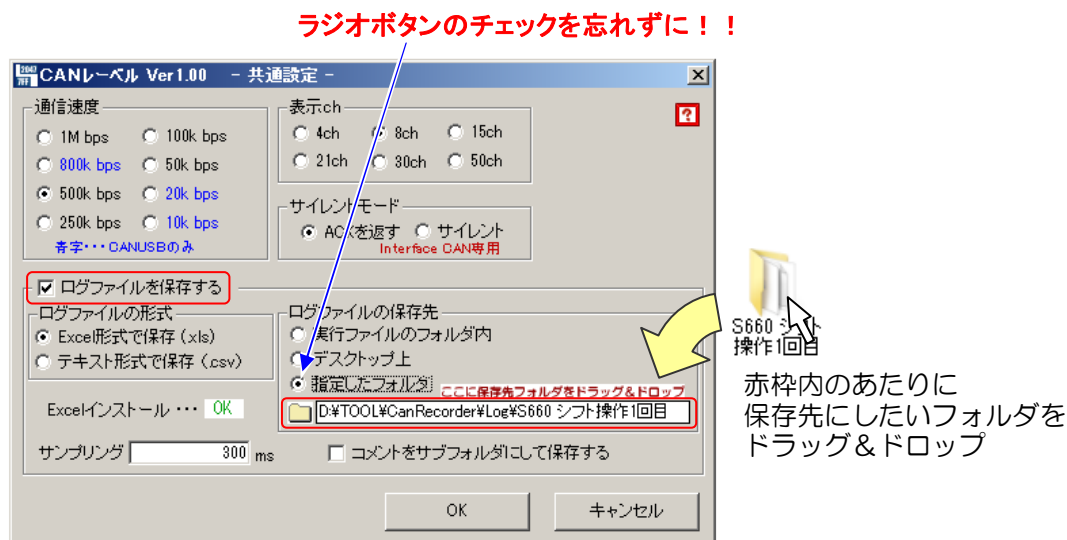 ラジオボタンのチェックを忘れずに！！
CANレーベル Ver1.00 - 共通設定 -
通信速度
1M bps 100k bps
800k bps 50k bps
500k bps 20k bps
250k bps 10k bps
青字・・・CANUSBのみ
表示ch
4ch 8ch 15ch
21ch 30ch 50ch
?
サイレントモード
ACKを返す サイレント
Interface CAN専用
ログファイルを保存する
ログファイルの形式
Excel形式で保存 (xls)
テキスト形式で保存 (.csv)
Excelインストール ・・・ OK
ログファイルの保存先
実行ファイルのフォルダ内
デスクトップ上
指定したフォルダ
ここに保存先フォルダをドラッグ&ドロップ
D:¥TOOL¥CanRecorder¥Log¥S660 シフト操作1回目
サンプリング 300 ms
コメントをサブフォルダにして保存する
OK キャンセル
S660 シフト
操作1回目
赤枠内のあたりに
保存先にしたいフォルダを
ドラッグ＆ドロップ